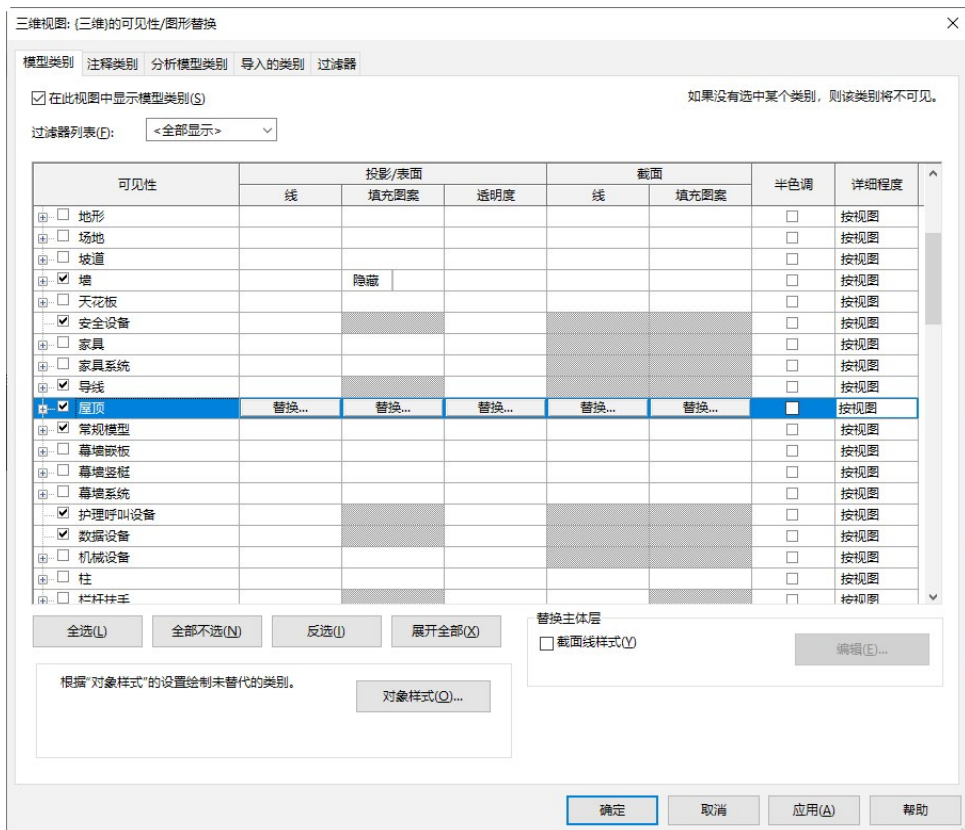 三维视图: {三维}的可见性/图形替换
模型类别 注释类别 分析模型类别 导入的类别 过滤器
在此视图中显示模型类别(S) 如果没有选中某个类别，则该类别将不可见。
过滤器列表(F): <全部显示>
可见性 投影/表面 截面 半色调 详细程度
线 填充图案 透明度 线 填充图案
地形 按视图
场地 按视图
坡道 按视图
墙 隐藏 按视图
天花板 按视图
安全设备 按视图
家具 按视图
家具系统 按视图
导线 按视图
屋顶 替换... 替换... 替换... 替换... 替换... 按视图
常规模型 按视图
幕墙嵌板 按视图
幕墙竖梃 按视图
幕墙系统 按视图
护理呼叫设备 按视图
数据设备 按视图
机械设备 按视图
柱 按视图
栏杆扶手 按视图
全选(L) 全部不选(N) 反选(I) 展开全部(X)
替换主体层
截面线样式(Y) 编辑(E)...
根据"对象样式"的设置绘制未替代的类别。
对象样式(O)...
确定 取消 应用(A) 帮助